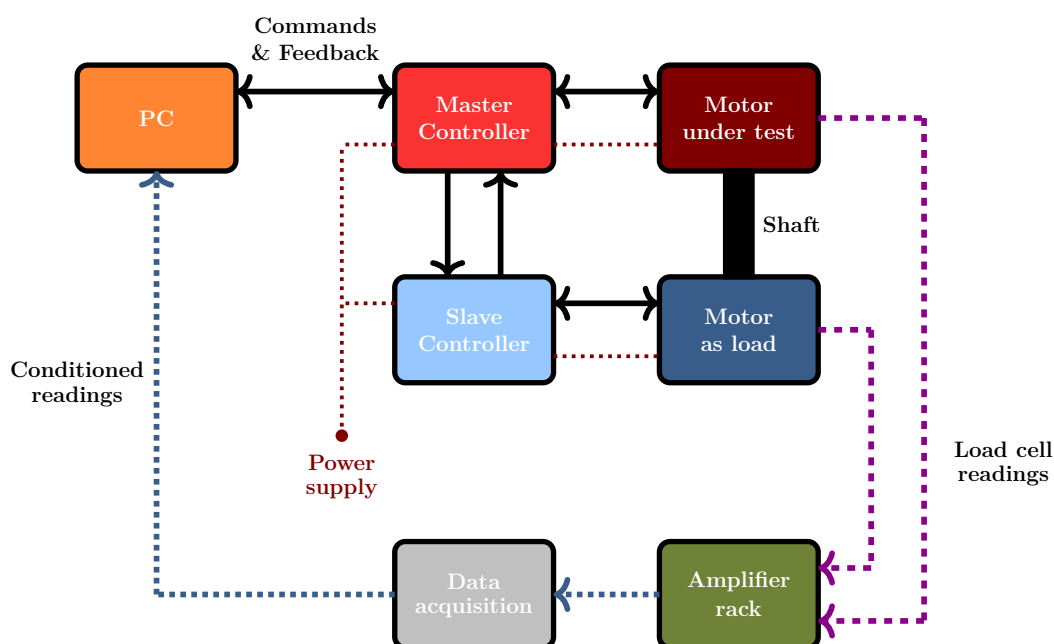 Commands
& Feedback
PC
Master
Controller
Motor
under test
Shaft
Slave
Controller
Motor
as load
Conditioned
readings
Power
supply
Load cell
readings
Data
acquisition
Amplifier
rack